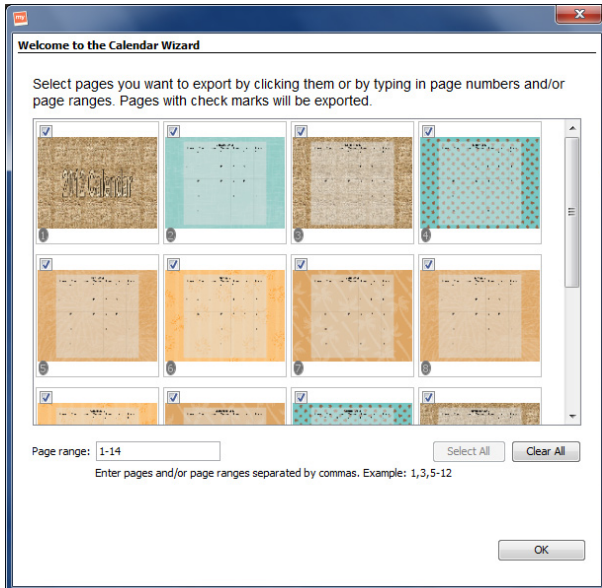 my
Welcome to the Calendar Wizard
Select pages you want to export by clicking them or by typing in page numbers and/or
page ranges. Pages with check marks will be exported.
2012 Calendar
1 2 3 4
5 6 7 8
Page range: 1-14 Select All Clear All
Enter pages and/or page ranges separated by commas. Example: 1,3,5-12
OK